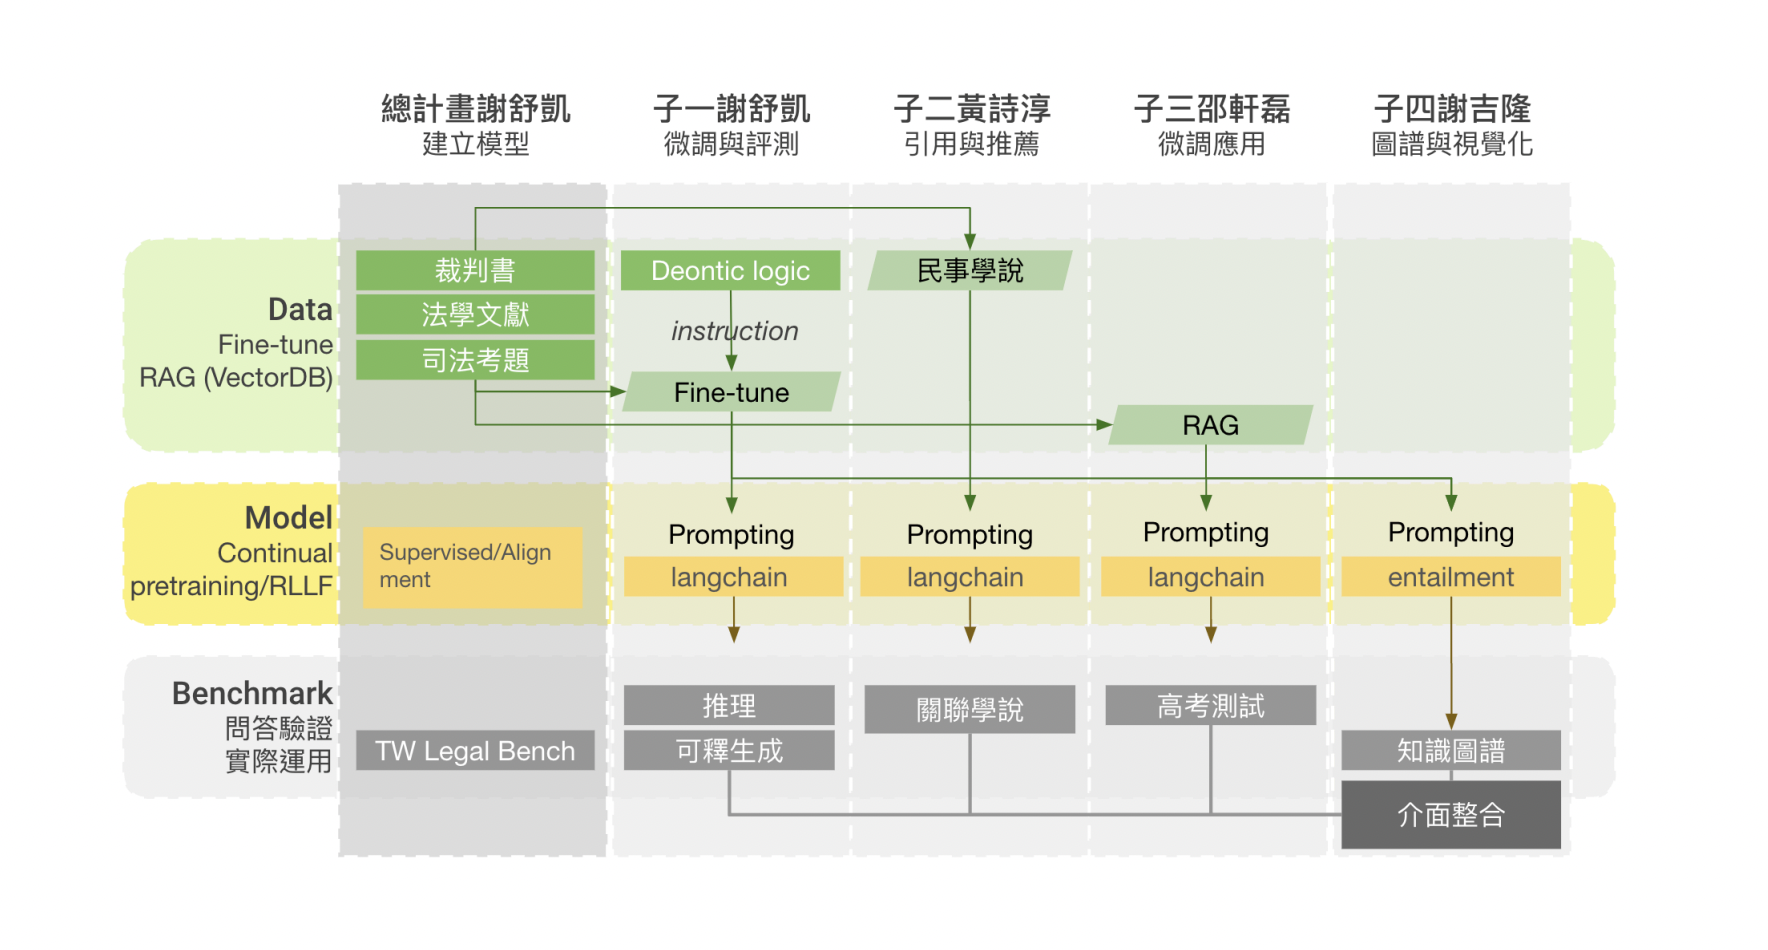 總計畫謝舒凱
建立模型
子一謝舒凱
微調與評測
子二黃詩淳
引用與推薦
子三邵軒磊
微調應用
子四謝吉隆
圖譜與視覺化
Data
Fine-tune
RAG (VectorDB)
裁判書
法學文獻
司法考題
Deontic logic
instruction
Fine-tune
民事學說
RAG
Model
Continual
pretraining/RLLF
Supervised/Align
ment
Prompting
langchain
Prompting
langchain
Prompting
langchain
Prompting
entailment
Benchmark
問答驗證
實際運用
TW Legal Bench
推理
可釋生成
關聯學說
高考測試
知識圖譜
介面整合